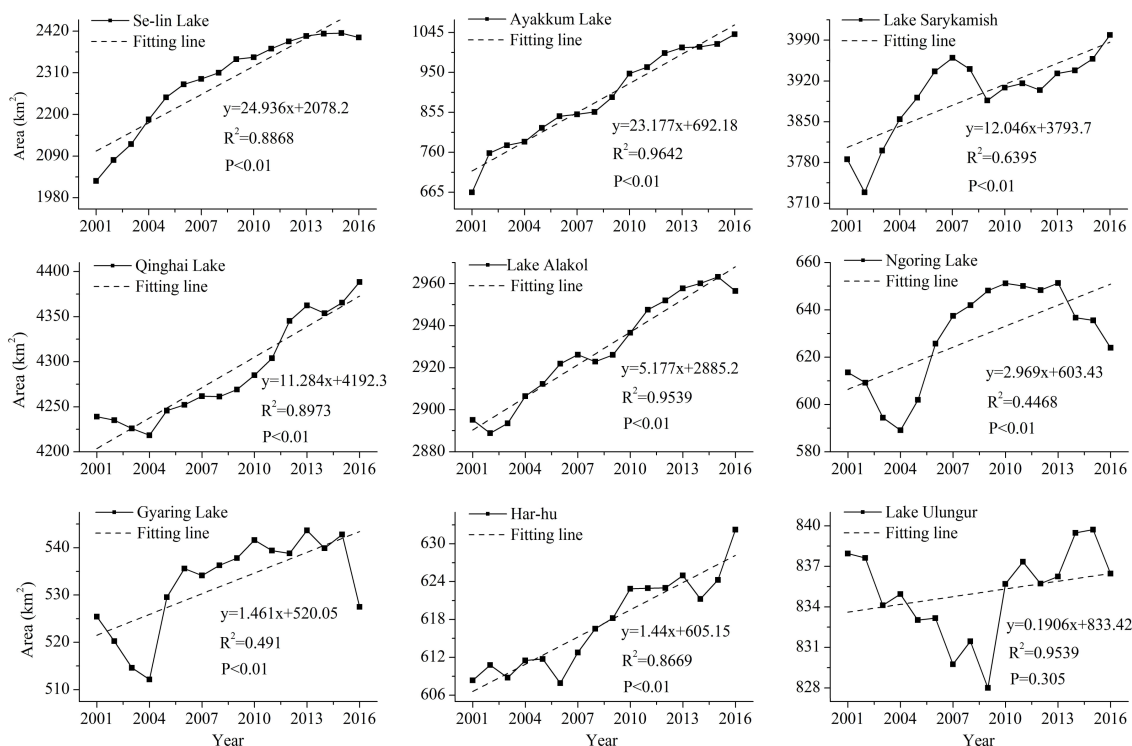 Se-lin Lake
Fitting line
Area (km²)
2420
2310
2200
2090
1980
y=24.936x+2078.2
R²=0.8868
P<0.01
2001 2004 2007 2010 2013 2016
Ayakkum Lake
Fitting line
1045
950
855
760
665
y=23.177x+692.18
R²=0.9642
P<0.01
2001 2004 2007 2010 2013 2016
Lake Sarykamish
Fitting line
3990
3920
3850
3780
3710
y=12.046x+3793.7
R²=0.6395
P<0.01
2001 2004 2007 2010 2013 2016
Qinghai Lake
Fitting line
Area (km²)
4400
4350
4300
4250
4200
y=11.284x+4192.3
R²=0.8973
P<0.01
2001 2004 2007 2010 2013 2016
Lake Alakol
Fitting line
2960
2940
2920
2900
2880
y=5.177x+2885.2
R²=0.9539
P<0.01
2001 2004 2007 2010 2013 2016
Ngoring Lake
Fitting line
660
640
620
600
580
y=2.969x+603.43
R²=0.4468
P<0.01
2001 2004 2007 2010 2013 2016
Gyaring Lake
Fitting line
Area (km²)
540
530
520
510
y=1.461x+520.05
R²=0.491
P<0.01
2001 2004 2007 2010 2013 2016
Year
Har-hu
Fitting line
630
624
618
612
606
y=1.44x+605.15
R²=0.8669
P<0.01
2001 2004 2007 2010 2013 2016
Year
Lake Ulungur
Fitting line
840
837
834
831
828
y=0.1906x+833.42
R²=0.9539
P=0.305
2001 2004 2007 2010 2013 2016
Year